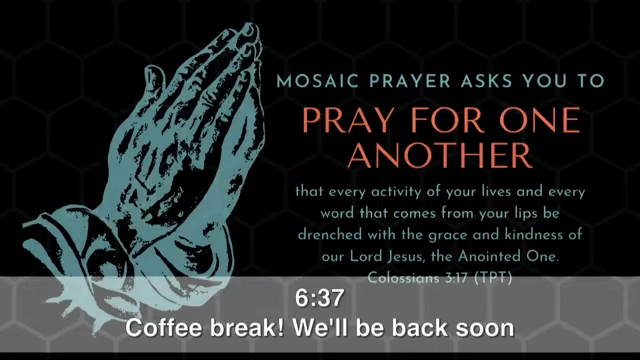 MOSAIC PRAYER ASKS YOU TO
PRAY FOR ONE
ANOTHER
that every activity of your lives and every
word that comes from your lips be
drenched with the grace and kindness of
our Lord Jesus, the Anointed One.
Colossians 3:17 (TPT)
6:37
Coffee break! We'll be back soon